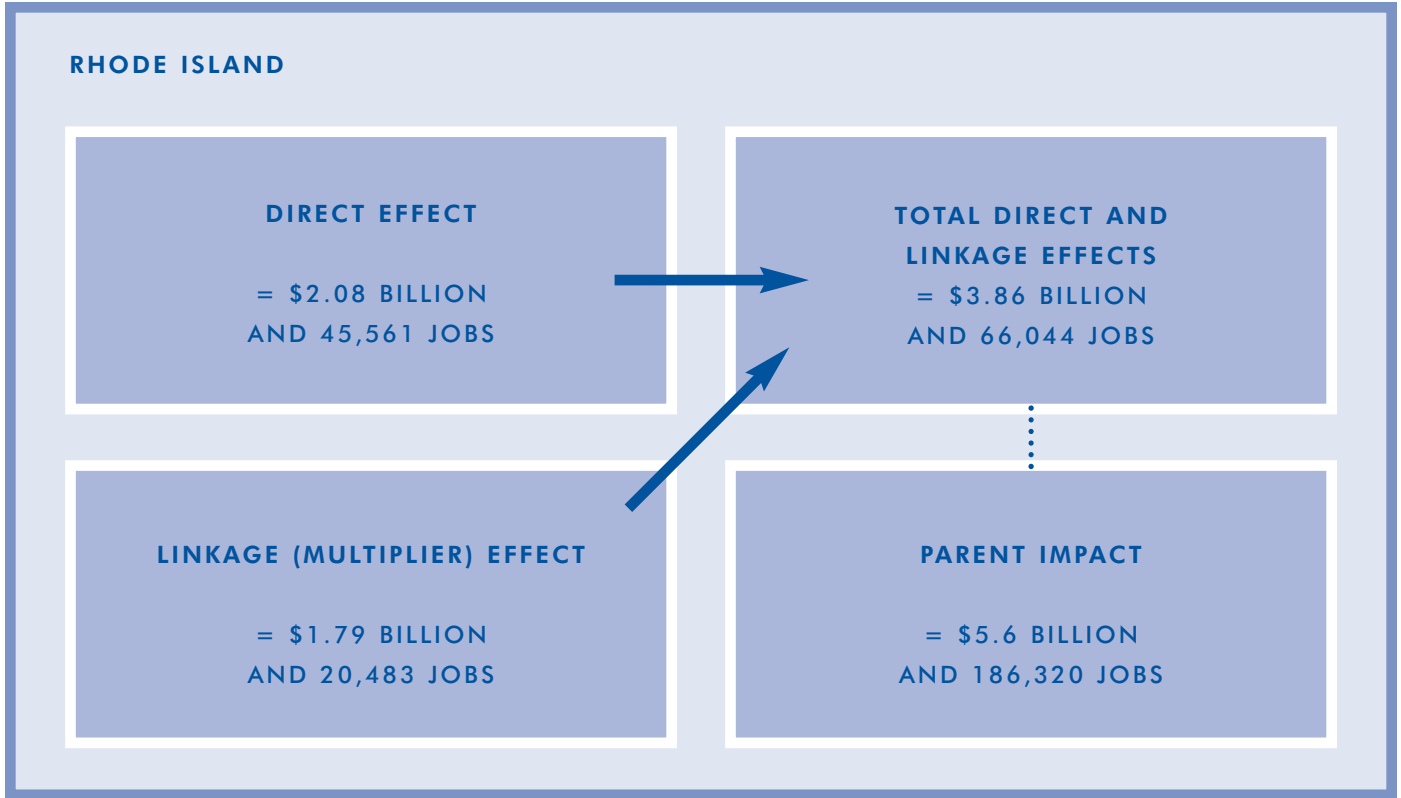 RHODE ISLAND
DIRECT EFFECT
= $2.08 BILLION
AND 45,561 JOBS
TOTAL DIRECT AND
LINKAGE EFFECTS
= $3.86 BILLION
AND 66,044 JOBS
LINKAGE (MULTIPLIER) EFFECT
= $1.79 BILLION
AND 20,483 JOBS
PARENT IMPACT
= $5.6 BILLION
AND 186,320 JOBS